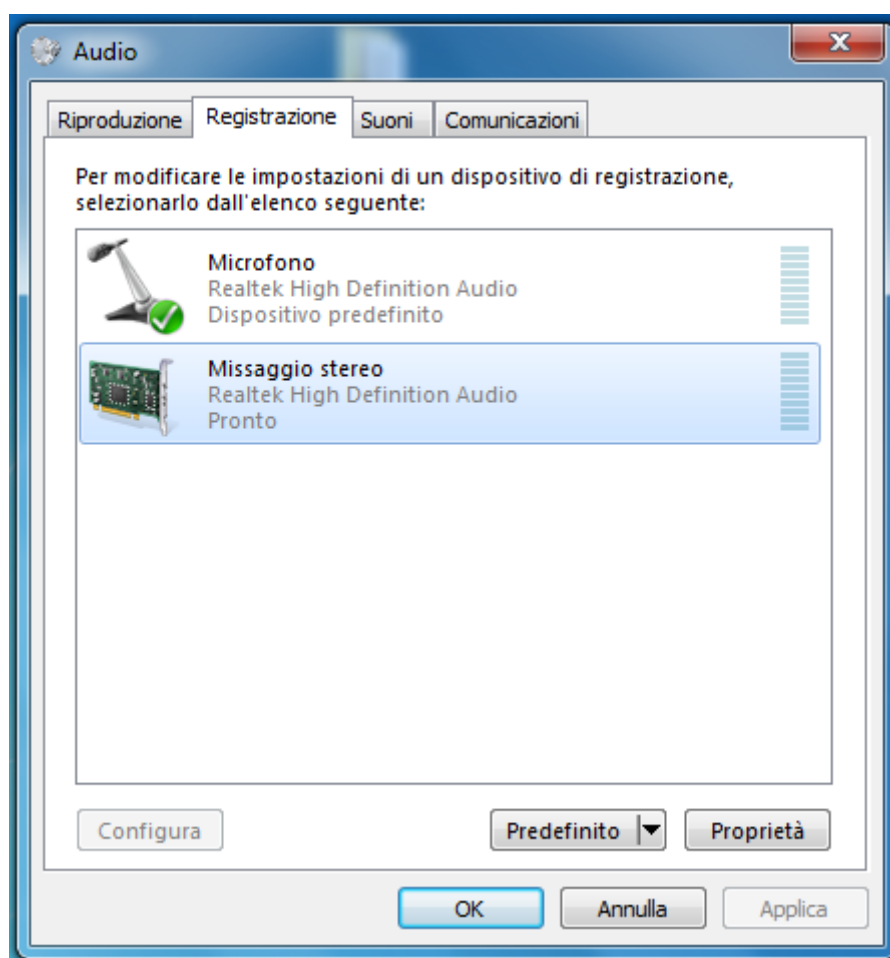 Audio
Riproduzione Registrazione Suoni Comunicazioni
Per modificare le impostazioni di un dispositivo di registrazione,
selezionarlo dall'elenco seguente:
Microfono
Realtek High Definition Audio
Dispositivo predefinito
Missaggio stereo
Realtek High Definition Audio
Pronto
Configura Predefinito Proprietà
OK Annulla Applica